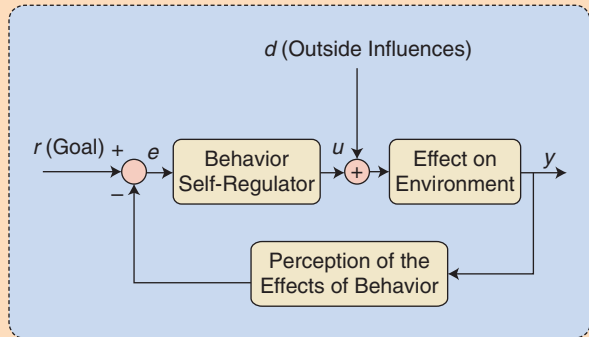 d (Outside Influences)
r (Goal)
+
−
e
Behavior
Self-Regulator
u
+
Effect on
Environment
y
Perception of the
Effects of Behavior